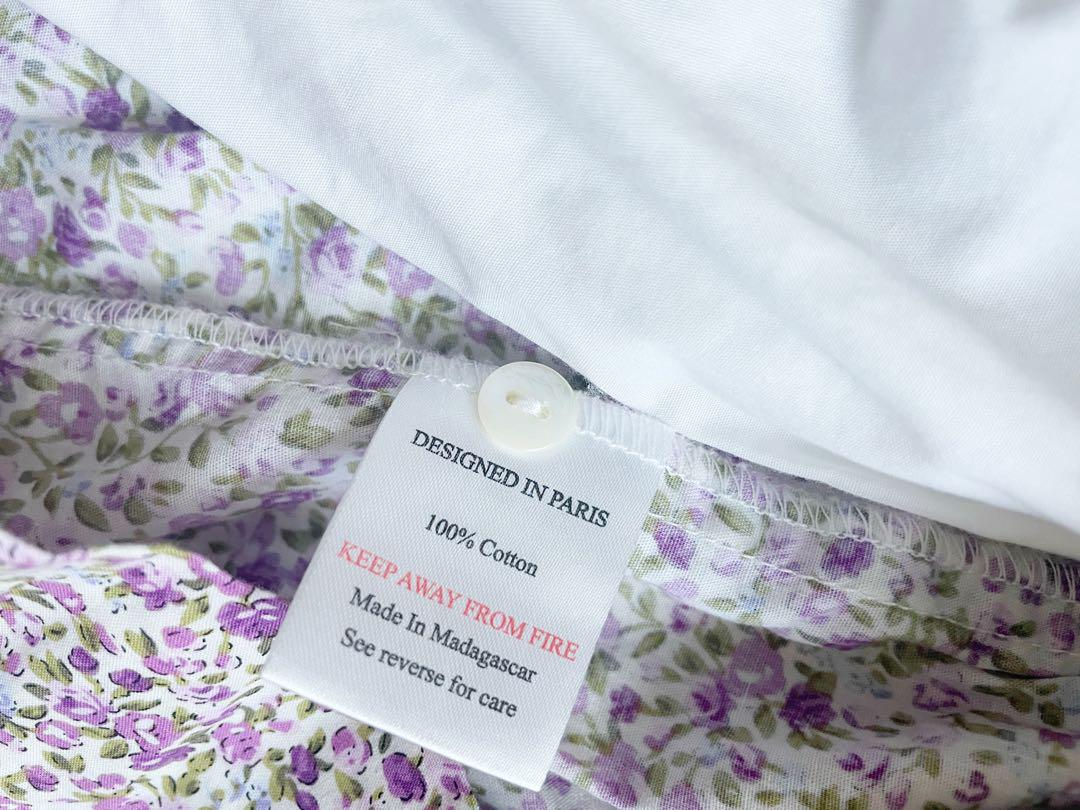 DESIGNED IN PARIS
100% Cotton
KEEP AWAY FROM FIRE
Made In Madagascar
See reverse for care